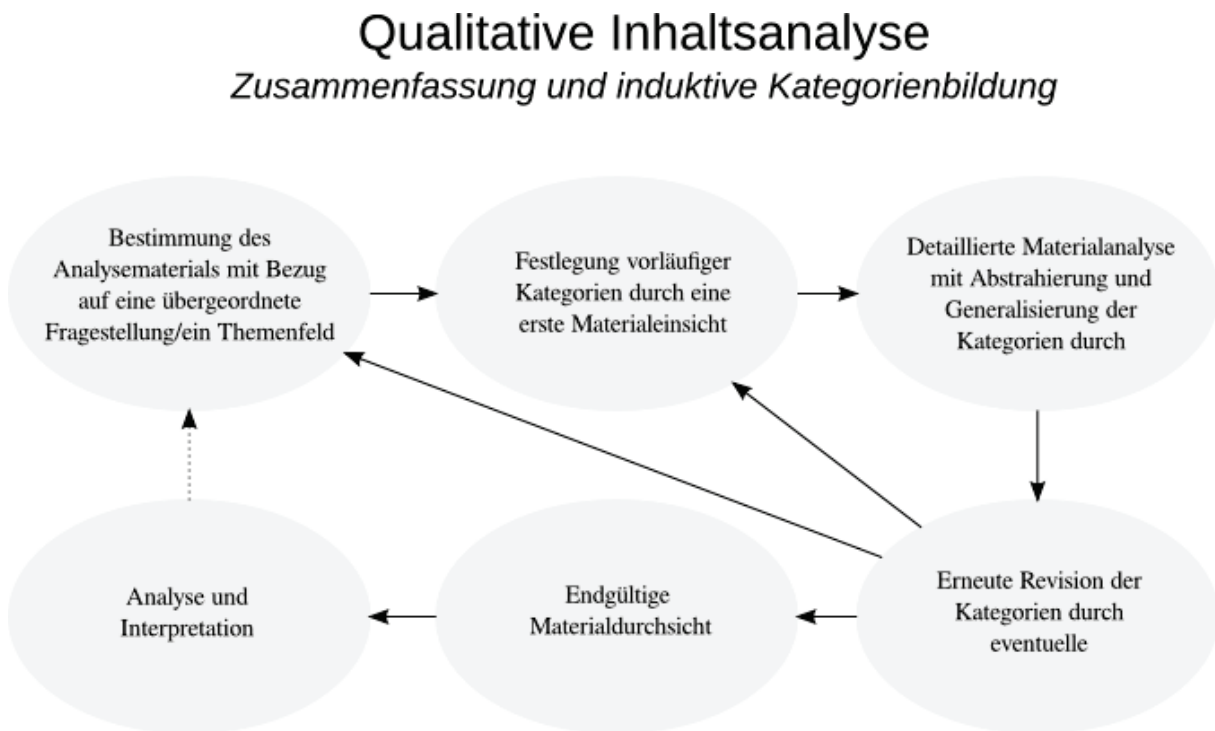 Qualitative Inhaltsanalyse
Zusammenfassung und induktive Kategorienbildung
Bestimmung des
Analysematerials mit Bezug
auf eine übergeordnete
Fragestellung/ein Themenfeld
Festlegung vorläufiger
Kategorien durch eine
erste Materialeinsicht
Detaillierte Materialanalyse
mit Abstrahierung und
Generalisierung der
Kategorien durch
Analyse und
Interpretation
Endgültige
Materialdurchsicht
Erneute Revision der
Kategorien durch
eventuelle